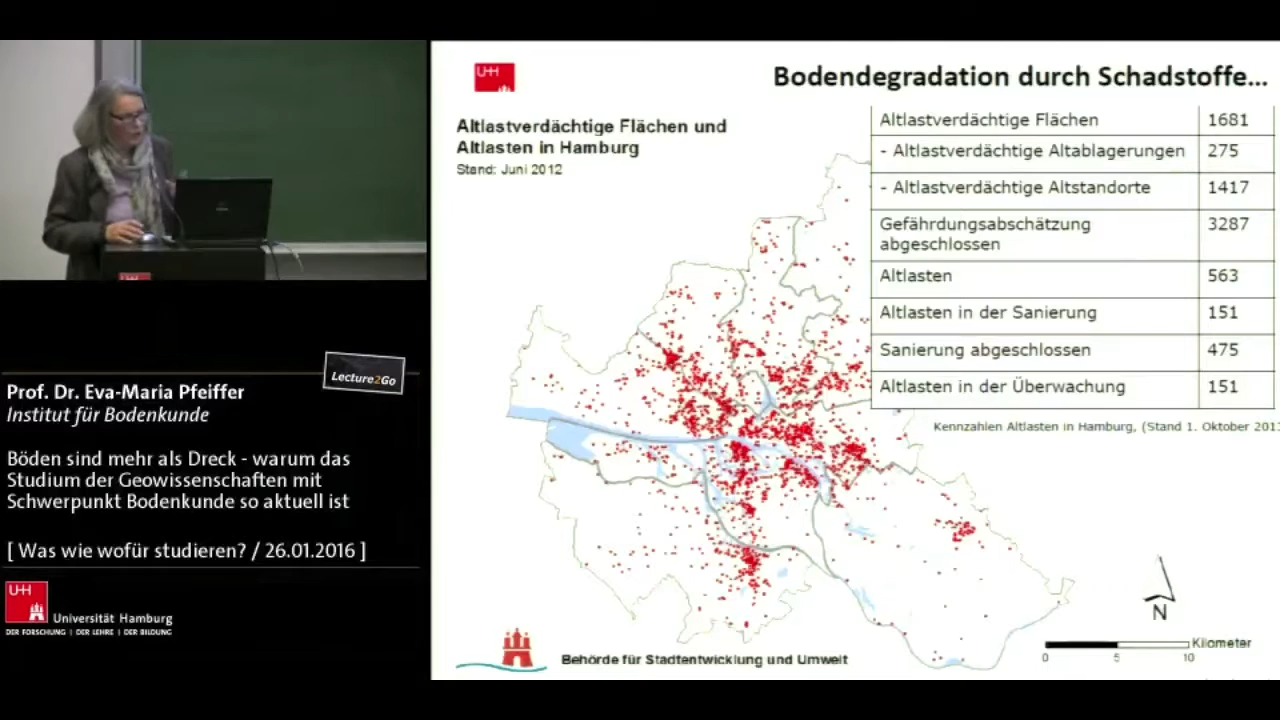 Prof. Dr. Eva-Maria Pfeiffer
Institut für Bodenkunde
Lecture2Go
Böden sind mehr als Dreck - warum das
Studium der Geowissenschaften mit
Schwerpunkt Bodenkunde so aktuell ist
[ Was wie wofür studieren? / 26.01.2016 ]
UHH
Universität Hamburg
DER FORSCHUNG | DER LEHRE | DER BILDUNG
UHH
Bodendegradation durch Schadstoffe...
Altlastverdächtige Flächen und
Altlasten in Hamburg
Stand: Juni 2012
Altlastverdächtige Flächen 1681
- Altlastverdächtige Altablagerungen 275
- Altlastverdächtige Altstandorte 1417
Gefährdungsabschätzung 3287
abgeschlossen
Altlasten 563
Altlasten in der Sanierung 151
Sanierung abgeschlossen 475
Altlasten in der Überwachung 151
Kennzahlen Altlasten in Hamburg, (Stand 1. Oktober 201
N
Kilometer
0 5 10
Behörde für Stadtentwicklung und Umwelt